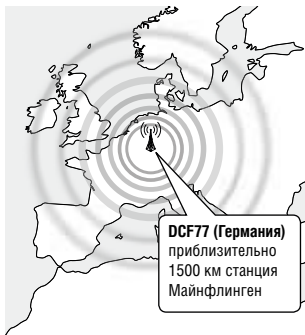 DCF77 (Германия)
приблизительно
1500 км станция
Майнфлинген